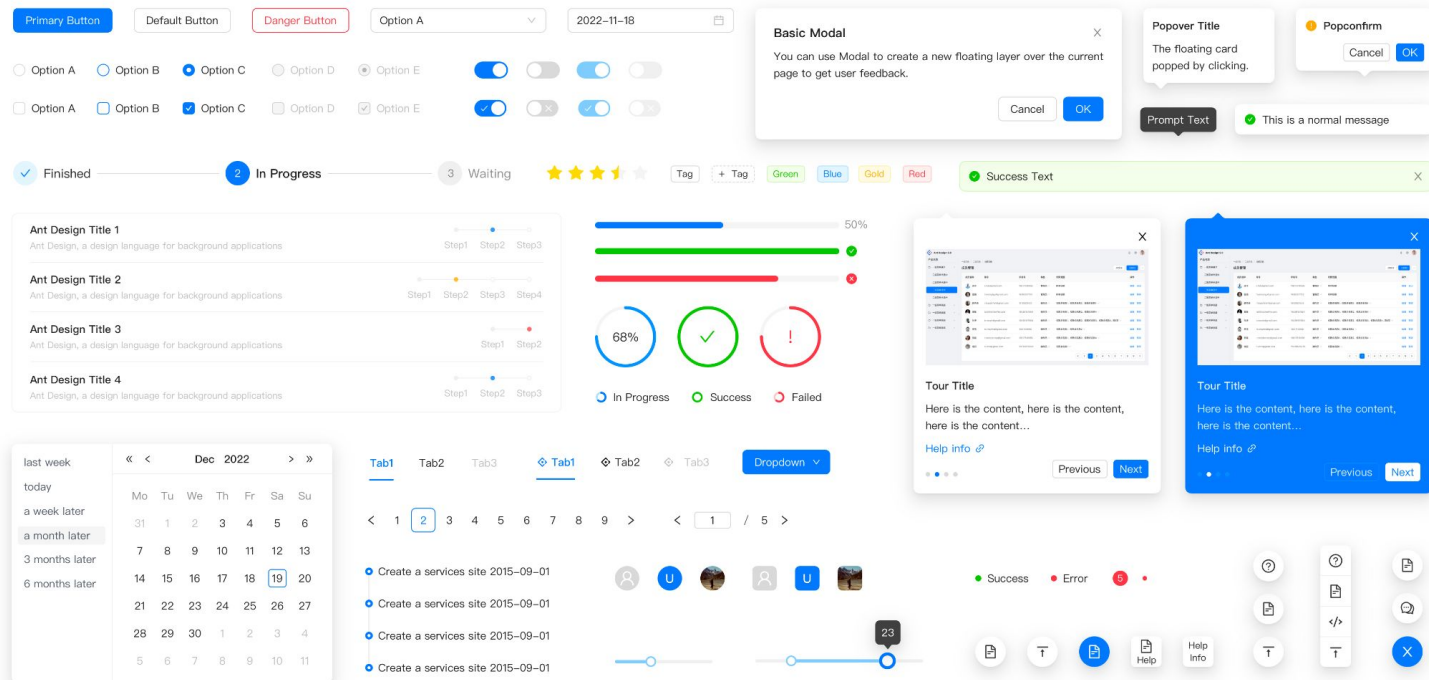 Primary Button
Default Button
Danger Button
Option A
2022-11-18
Option A
Option B
Option C
Option D
Option E
Option A
Option B
Option C
Option D
Option E
Basic Modal
You can use Modal to create a new floating layer over the current
page to get user feedback.
Cancel
OK
Popover Title
The floating card
popped by clicking.
Popconfirm
Cancel
OK
Prompt Text
This is a normal message
Finished
2
In Progress
3
Waiting
Tag
+ Tag
Green
Blue
Gold
Red
Success Text
Ant Design Title 1
Ant Design, a design language for background applications
Step1 Step2 Step3
Ant Design Title 2
Ant Design, a design language for background applications
Step1 Step2 Step3 Step4
Ant Design Title 3
Ant Design, a design language for background applications
Step1 Step2
Ant Design Title 4
Ant Design, a design language for background applications
Step1 Step2 Step3
50%
68%
In Progress
Success
Failed
Tour Title
Here is the content, here is the content,
here is the content...
Help info
Previous
Next
Tour Title
Here is the content, here is the content,
here is the content...
Help info
Previous
Next
last week
today
a week later
a month later
3 months later
6 months later
« < Dec 2022 > »
Mo Tu We Th Fr Sa Su
31 1 2 3 4 5 6
7 8 9 10 11 12 13
14 15 16 17 18 19 20
21 22 23 24 25 26 27
28 29 30 1 2 3 4
5 6 7 8 9 10 11
Tab1
Tab2
Tab3
Tab1
Tab2
Tab3
Dropdown
< 1 2 3 4 5 6 7 8 9 >
< 1 / 5 >
Create a services site 2015-09-01
Create a services site 2015-09-01
Create a services site 2015-09-01
Create a services site 2015-09-01
U
U
23
Success
Error
5
Help
Help
Info